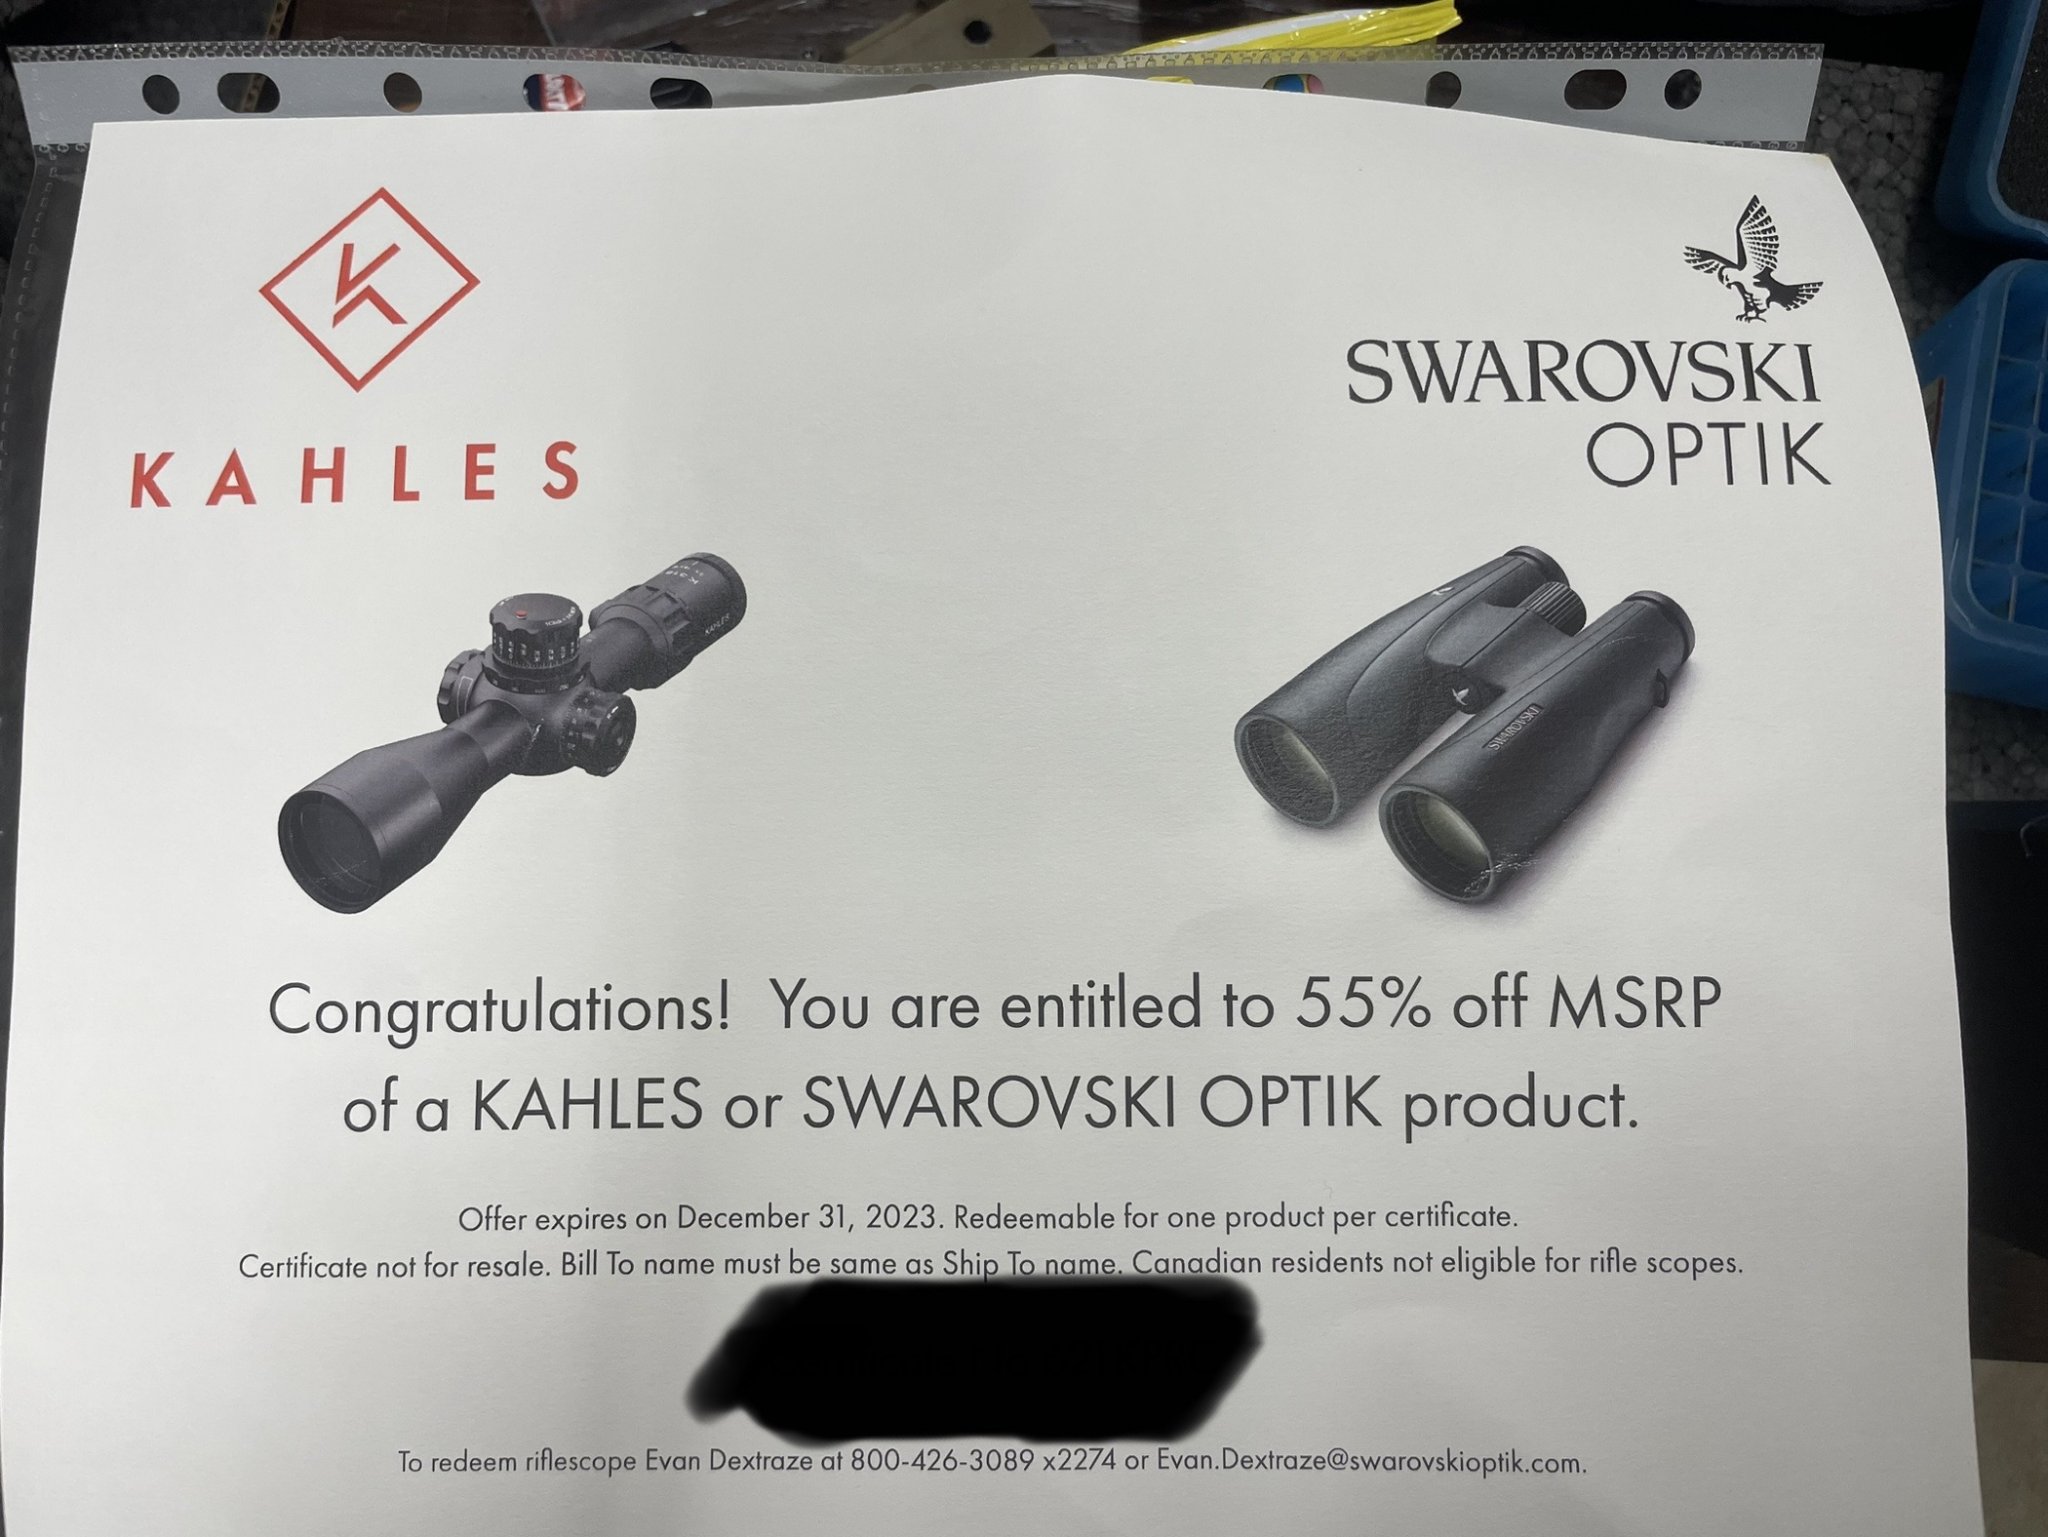 KAHLES
SWAROVSKI
OPTIK
KAHLES
SWAROVSKI
Congratulations! You are entitled to 55% off MSRP
of a KAHLES or SWAROVSKI OPTIK product.
Offer expires on December 31, 2023. Redeemable for one product per certificate.
Certificate not for resale. Bill To name must be same as Ship To name. Canadian residents not eligible for rifle scopes.
To redeem riflescope Evan Dextraze at 800-426-3089 x2274 or Evan.Dextraze@swarovskioptik.com.